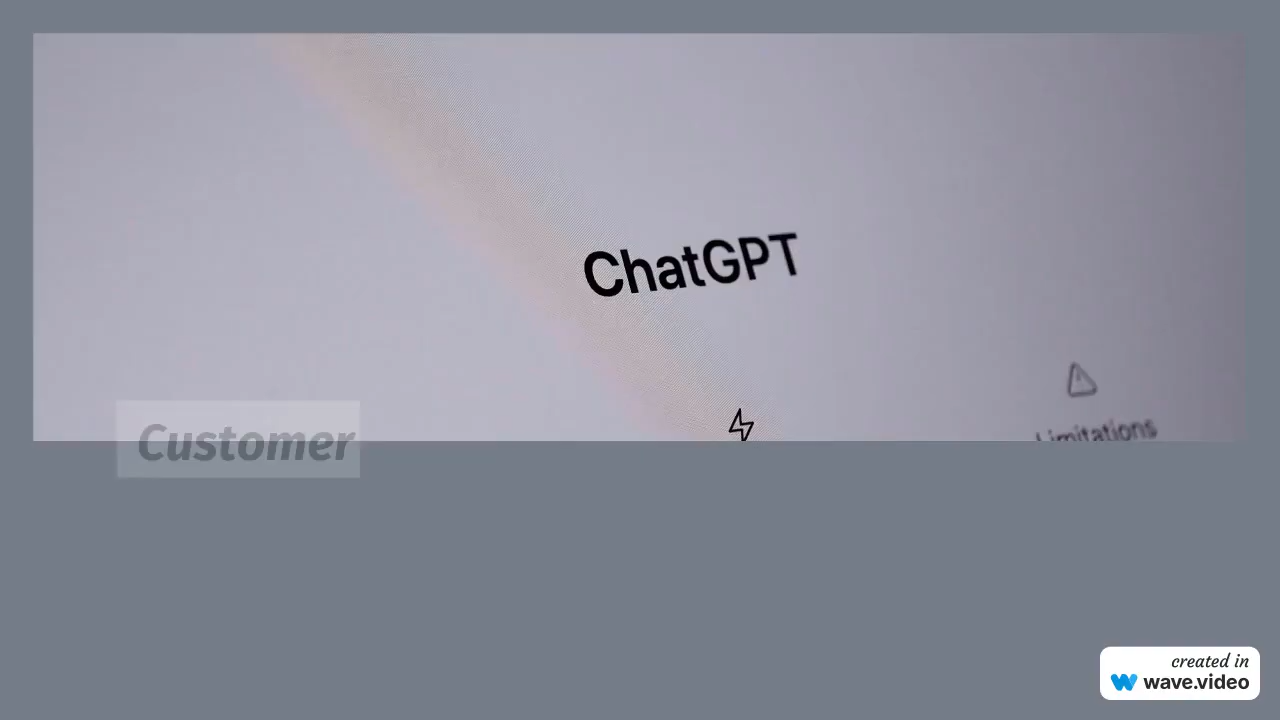 ChatGPT
Limitations
Customer
created in
wave.video